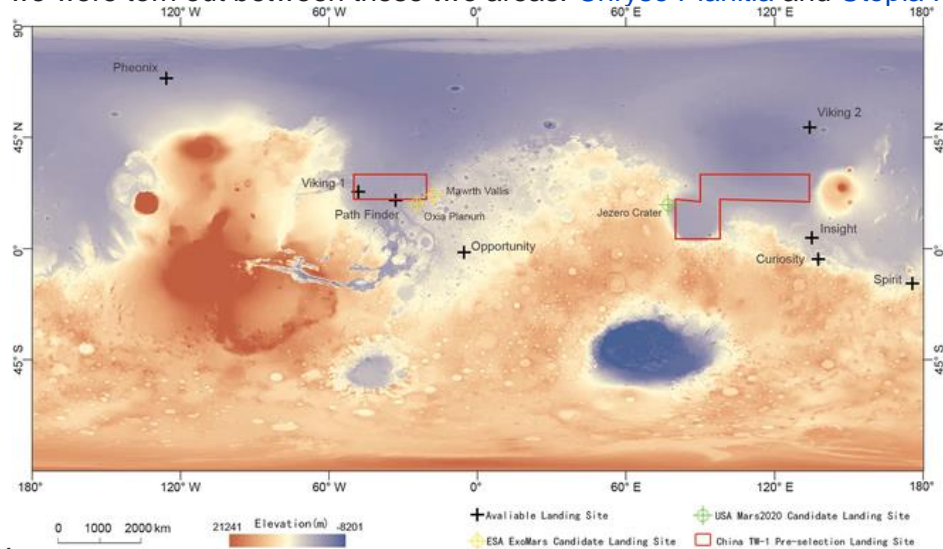 120° W 60° W 0° 60° E 120° E 180°
90°
Pheonix
Viking 2
45° N 45° N
Viking 1
Mawrth Vallis
Path Finder
Oxia Planum
Jezero Crater
Insight
0° 0°
Opportunity
Curiosity
Spirit
45° S 45° S
180° 120° W 60° W 0° 60° E 120° E 180°
0 1000 2000 km
21241 Elevation(m) -8201
Avaliable Landing Site
USA Mars2020 Candidate Landing Site
ESA ExoMars Candidate Landing Site
China TW-1 Pre-selection Landing Site